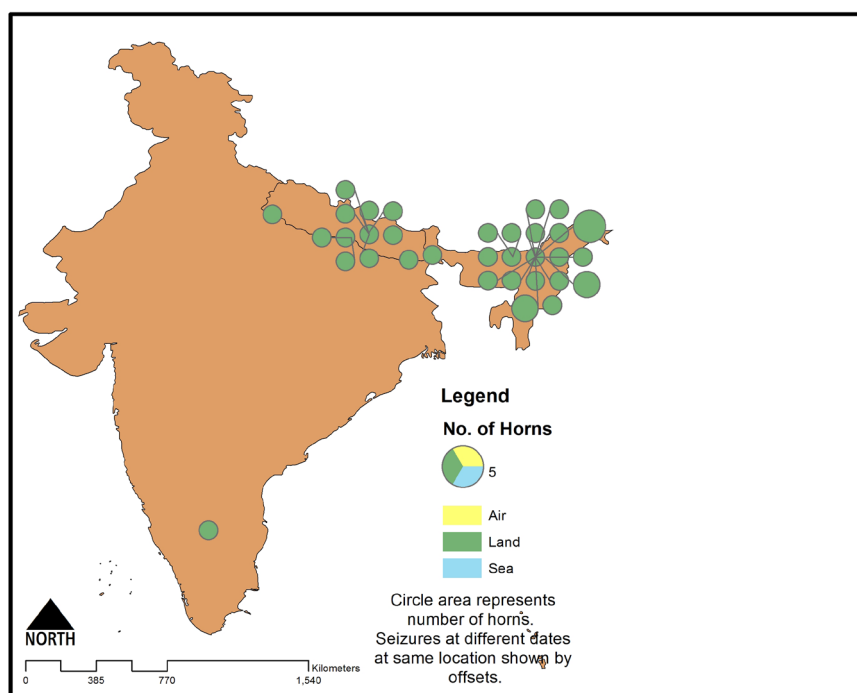 Legend
No. of Horns
5
Air
Land
Sea
Circle area represents
number of horns.
Seizures at different dates
at same location shown by
offsets.
NORTH
Kilometers
0 385 770 1,540